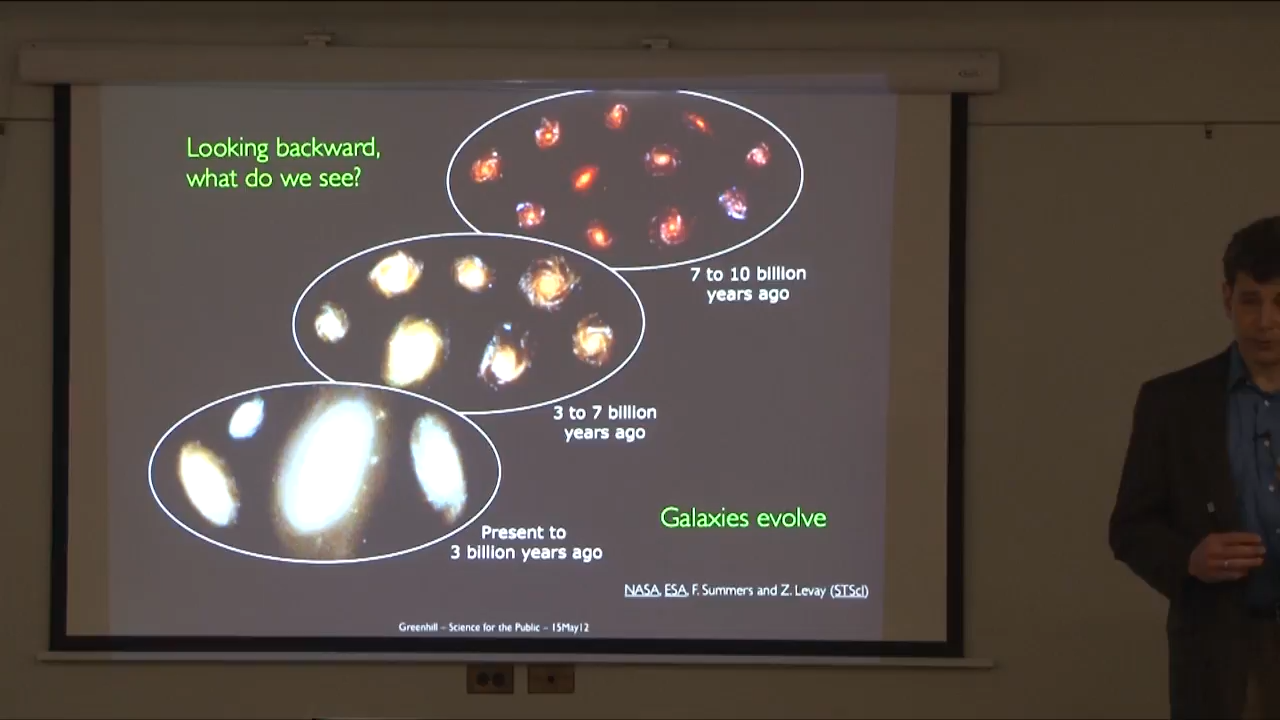 Looking backward,
what do we see?
7 to 10 billion
years ago
3 to 7 billion
years ago
Present to
3 billion years ago
Galaxies evolve
NASA, ESA, F. Summers and Z. Levay (STScI)
Greenhill – Science for the Public – 15May12